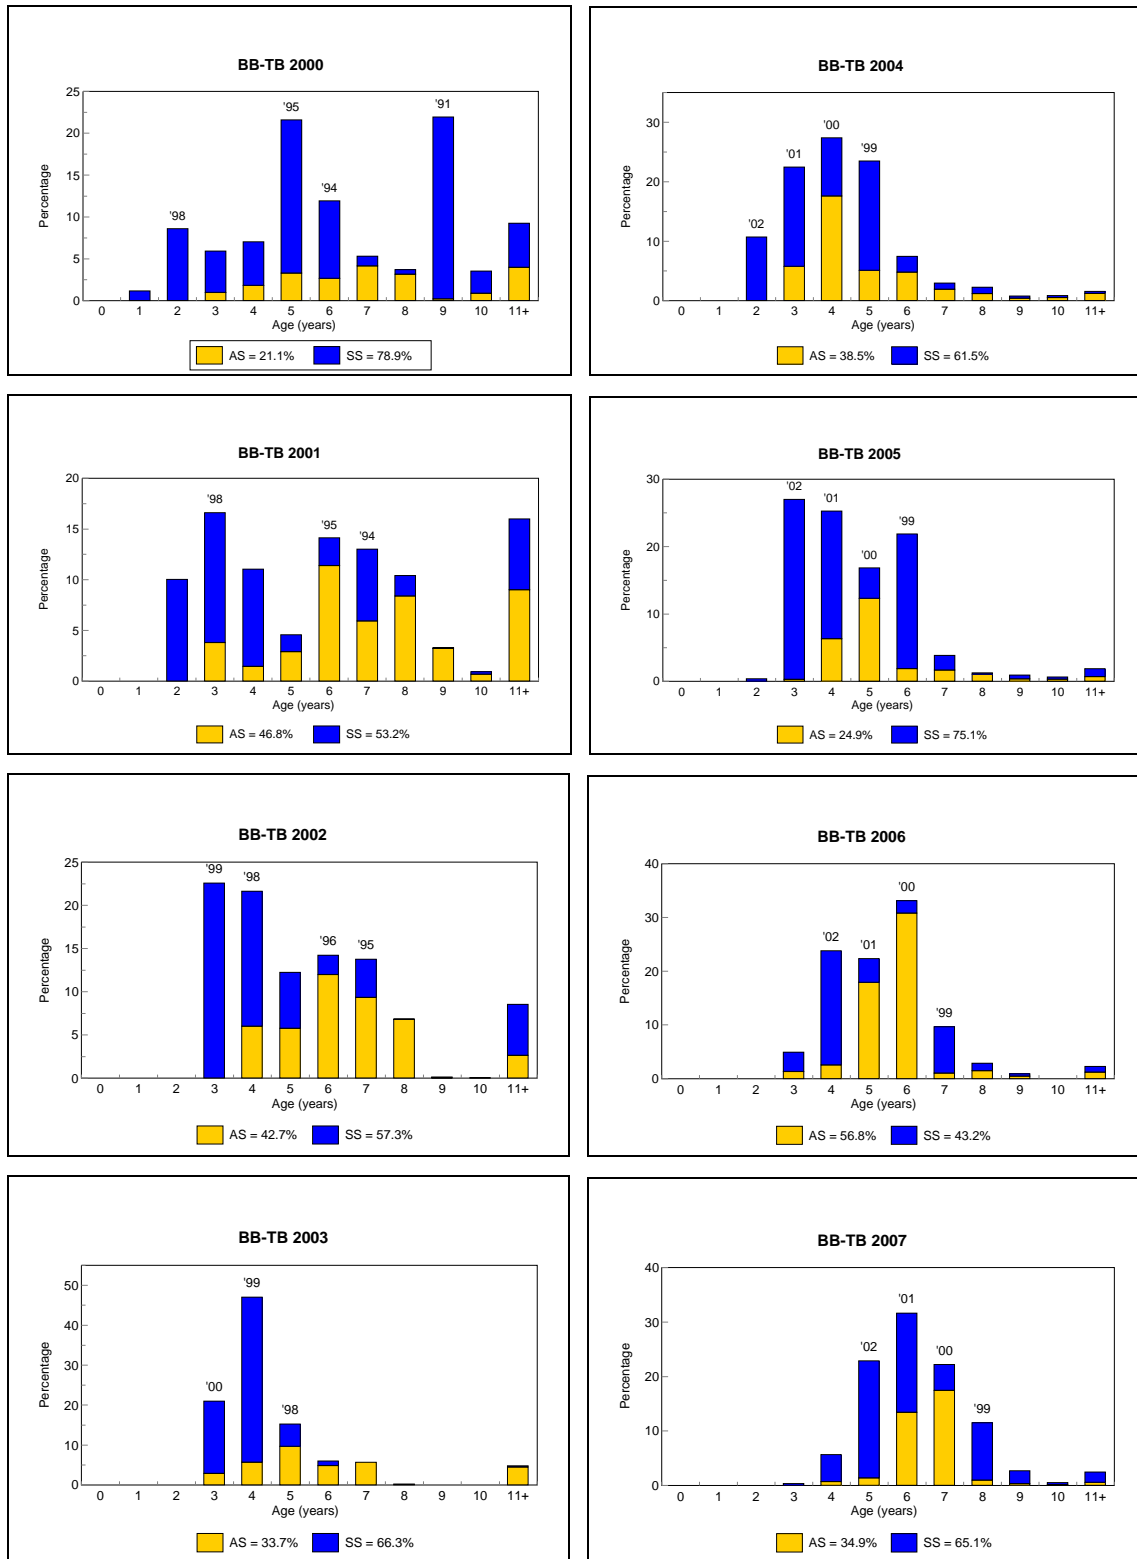 BB-TB 2000
25
20
15
10
5
0
Percentage
'98
'95
'94
'91
0 1 2 3 4 5 6 7 8 9 10 11+
Age (years)
AS = 21.1% SS = 78.9%
BB-TB 2001
20
15
10
5
0
Percentage
'98
'95
'94
0 1 2 3 4 5 6 7 8 9 10 11+
Age (years)
AS = 46.8% SS = 53.2%
BB-TB 2002
25
20
15
10
5
0
Percentage
'99
'98
'96
'95
0 1 2 3 4 5 6 7 8 9 10 11+
Age (years)
AS = 42.7% SS = 57.3%
BB-TB 2003
50
40
30
20
10
0
Percentage
'00
'99
'98
0 1 2 3 4 5 6 7 8 9 10 11+
Age (years)
AS = 33.7% SS = 66.3%
BB-TB 2004
30
20
10
0
Percentage
'02
'01
'00
'99
0 1 2 3 4 5 6 7 8 9 10 11+
Age (years)
AS = 38.5% SS = 61.5%
BB-TB 2005
30
20
10
0
Percentage
'02
'01
'00
'99
0 1 2 3 4 5 6 7 8 9 10 11+
Age (years)
AS = 24.9% SS = 75.1%
BB-TB 2006
40
30
20
10
0
Percentage
'02
'01
'00
'99
0 1 2 3 4 5 6 7 8 9 10 11+
Age (years)
AS = 56.8% SS = 43.2%
BB-TB 2007
40
30
20
10
0
Percentage
'02
'01
'00
'99
0 1 2 3 4 5 6 7 8 9 10 11+
Age (years)
AS = 34.9% SS = 65.1%